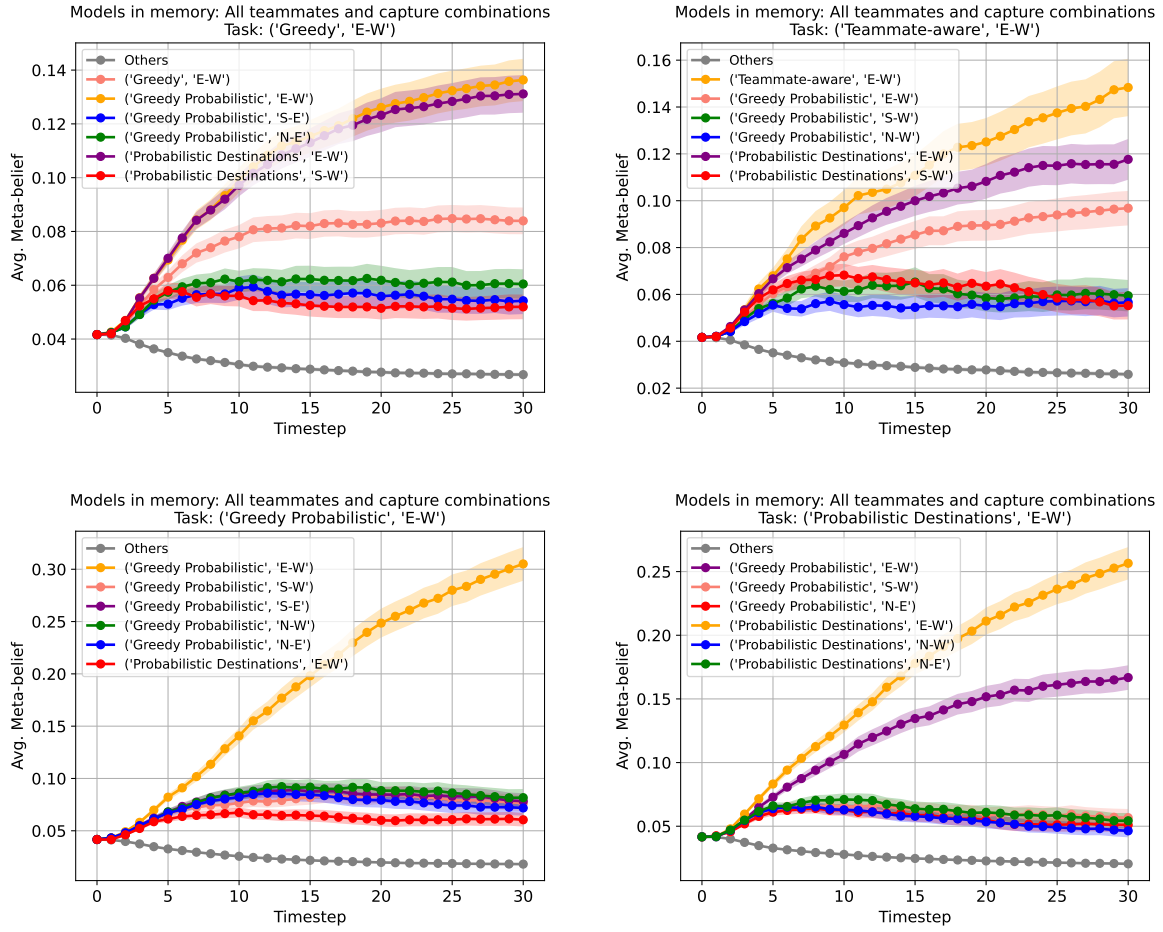 Models in memory: All teammates and capture combinations
Task: ('Greedy', 'E-W')
Avg. Meta-belief
0.14
0.12
0.10
0.08
0.06
0.04
Others
('Greedy', 'E-W')
('Greedy Probabilistic', 'E-W')
('Greedy Probabilistic', 'S-E')
('Greedy Probabilistic', 'N-E')
('Probabilistic Destinations', 'E-W')
('Probabilistic Destinations', 'S-W')
0 5 10 15 20 25 30
Timestep
Models in memory: All teammates and capture combinations
Task: ('Teammate-aware', 'E-W')
Avg. Meta-belief
0.16
0.14
0.12
0.10
0.08
0.06
0.04
0.02
Others
('Teammate-aware', 'E-W')
('Greedy Probabilistic', 'E-W')
('Greedy Probabilistic', 'S-W')
('Greedy Probabilistic', 'N-W')
('Probabilistic Destinations', 'E-W')
('Probabilistic Destinations', 'S-W')
0 5 10 15 20 25 30
Timestep
Models in memory: All teammates and capture combinations
Task: ('Greedy Probabilistic', 'E-W')
Avg. Meta-belief
0.30
0.25
0.20
0.15
0.10
0.05
Others
('Greedy Probabilistic', 'E-W')
('Greedy Probabilistic', 'S-W')
('Greedy Probabilistic', 'S-E')
('Greedy Probabilistic', 'N-W')
('Greedy Probabilistic', 'N-E')
('Probabilistic Destinations', 'E-W')
0 5 10 15 20 25 30
Timestep
Models in memory: All teammates and capture combinations
Task: ('Probabilistic Destinations', 'E-W')
Avg. Meta-belief
0.25
0.20
0.15
0.10
0.05
Others
('Greedy Probabilistic', 'E-W')
('Greedy Probabilistic', 'S-W')
('Greedy Probabilistic', 'N-E')
('Probabilistic Destinations', 'E-W')
('Probabilistic Destinations', 'N-W')
('Probabilistic Destinations', 'N-E')
0 5 10 15 20 25 30
Timestep